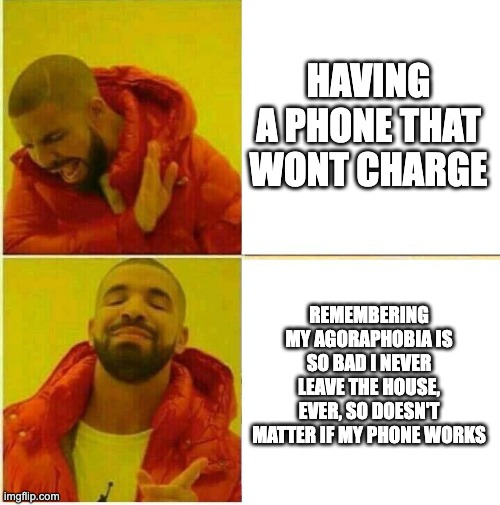 HAVING
A PHONE THAT
WONT CHARGE
REMEMBERING
MY AGORAPHOBIA IS
SO BAD I NEVER
LEAVE THE HOUSE,
EVER, SO DOESN'T
MATTER IF MY PHONE WORKS
imgflip.com